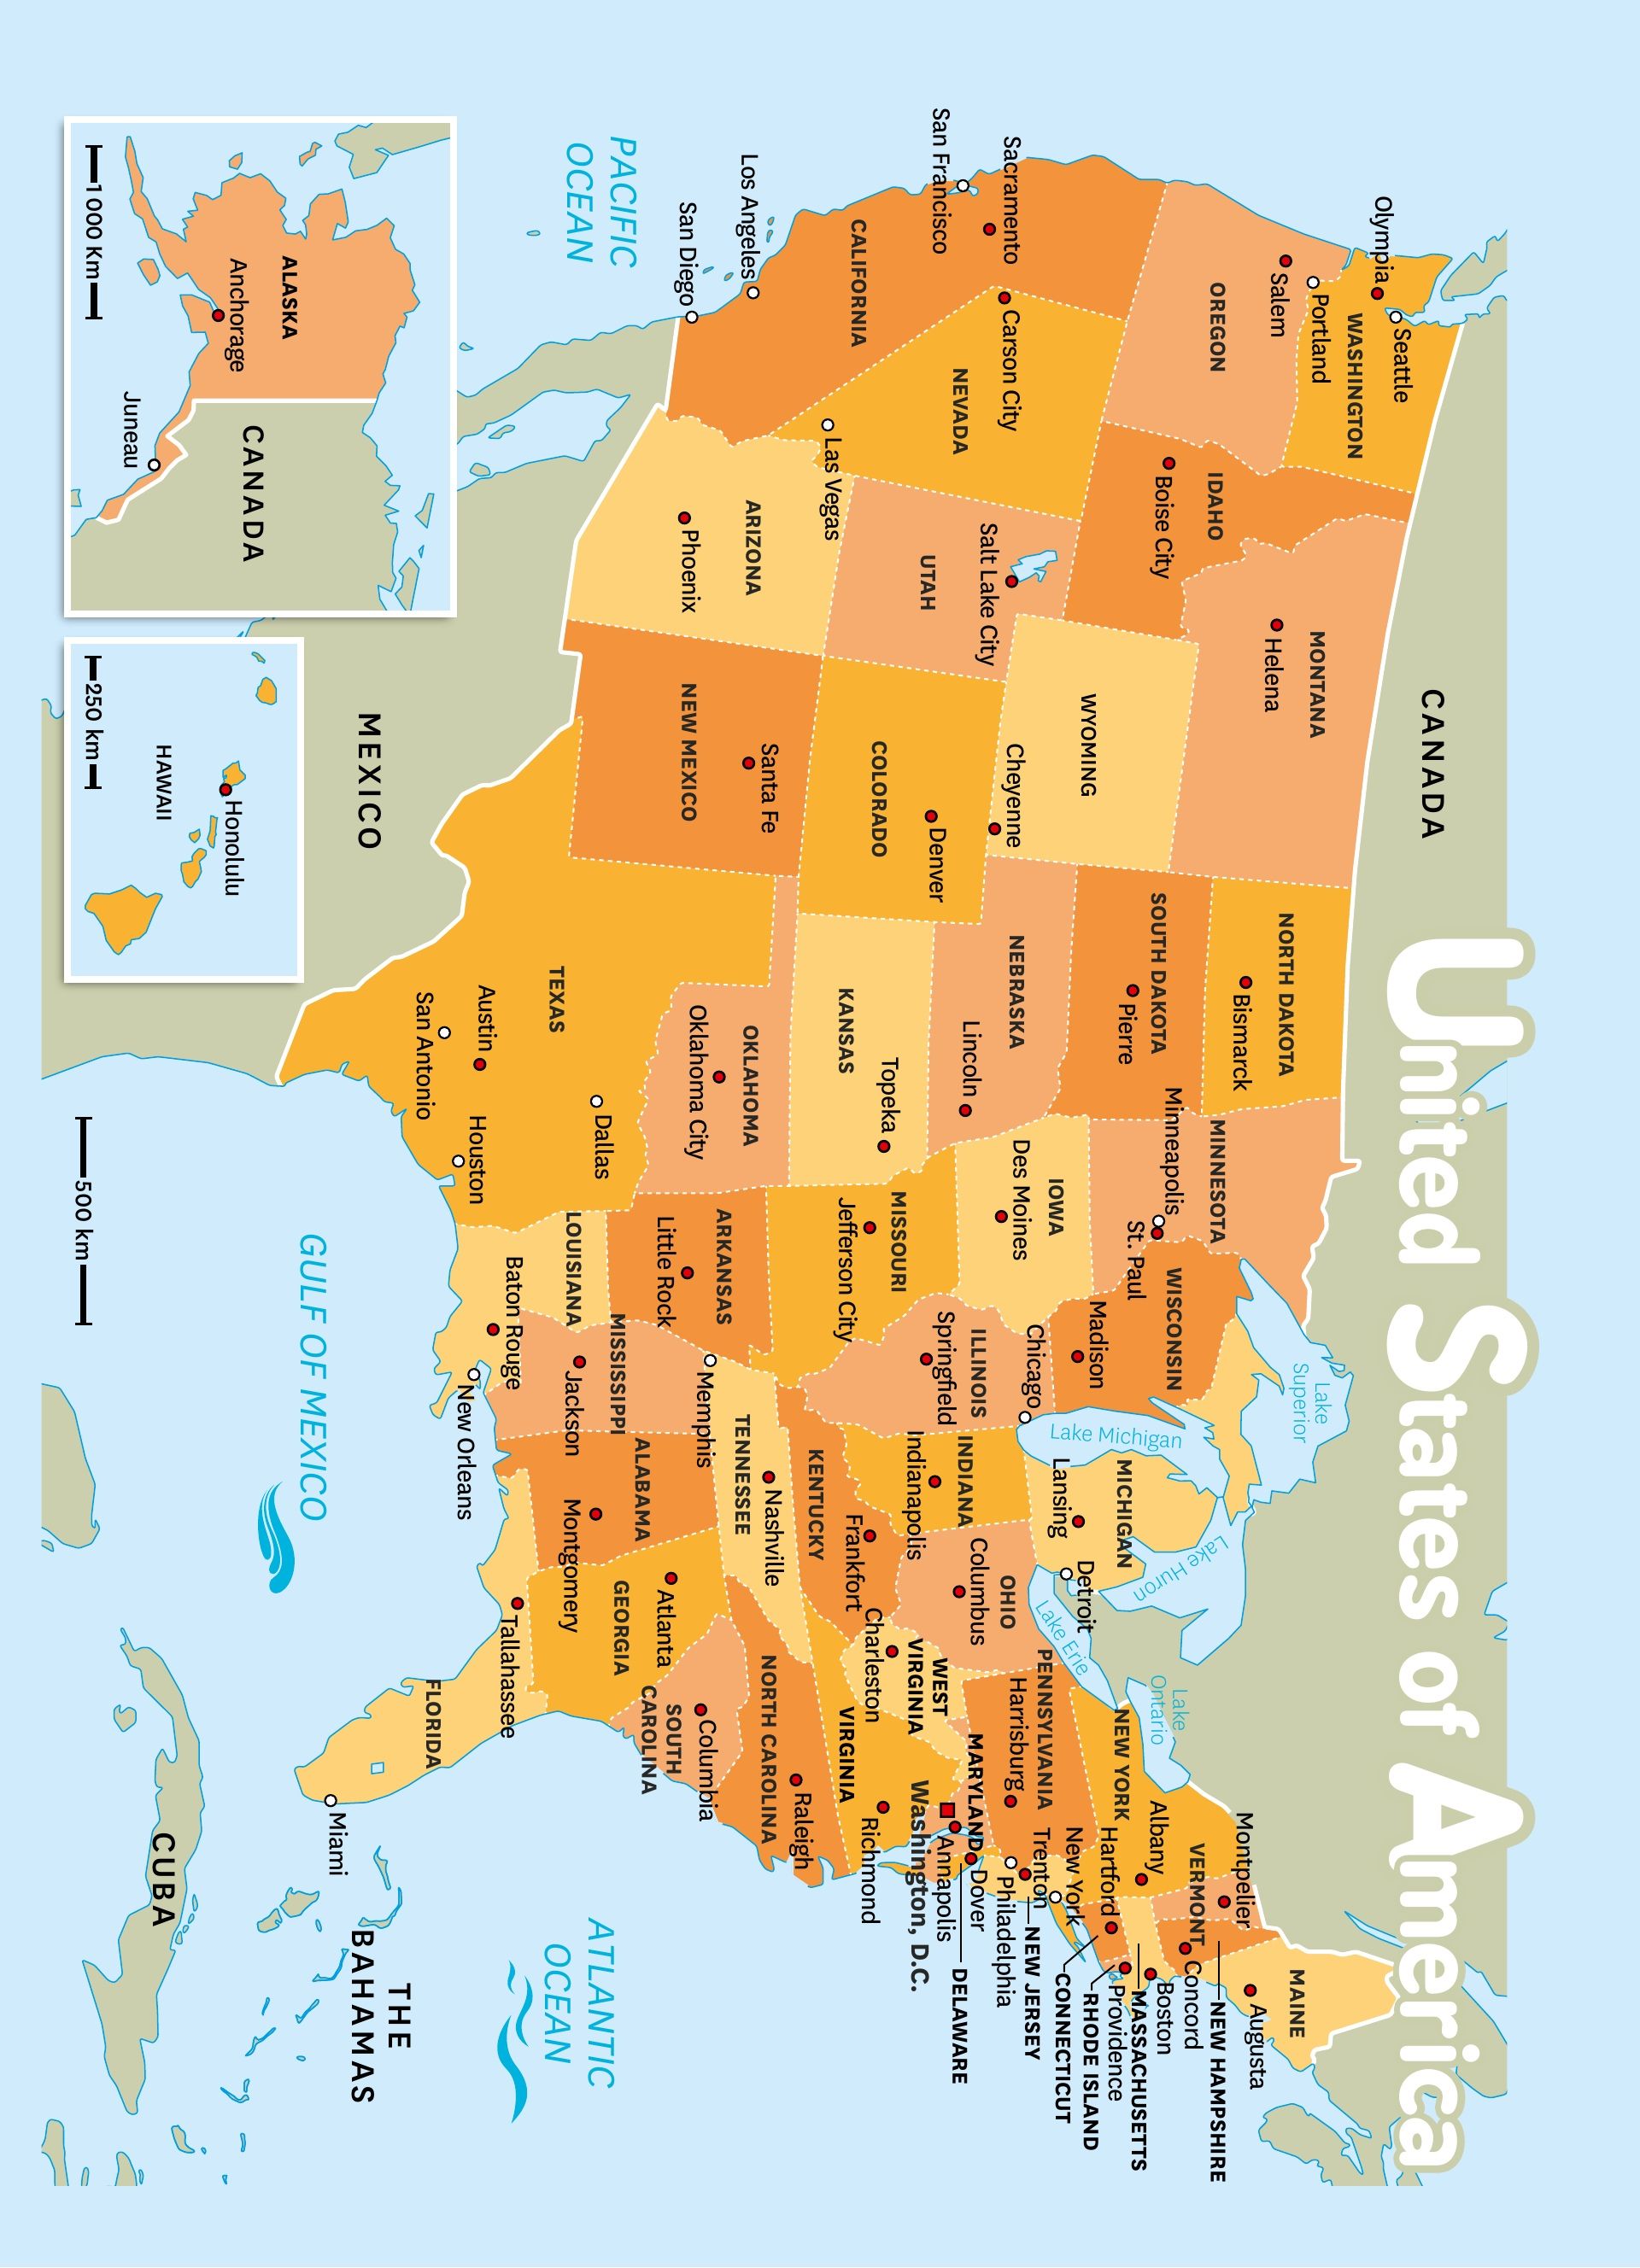 United States of America
CANADA
Seattle
Olympia
WASHINGTON
Portland
Salem
OREGON
IDAHO
Boise City
MONTANA
Helena
NORTH DAKOTA
Bismarck
SOUTH DAKOTA
Pierre
MINNESOTA
Minneapolis
St. Paul
WISCONSIN
Madison
Lake
Superior
Lake Michigan
Lake Huron
Lake Erie
Lake
Ontario
MICHIGAN
Lansing
Detroit
WYOMING
Cheyenne
NEBRASKA
Lincoln
IOWA
Des Moines
Chicago
ILLINOIS
Springfield
INDIANA
Indianapolis
OHIO
Columbus
PENNSYLVANIA
Harrisburg
NEW YORK
Albany
Montpelier
VERMONT
MAINE
Augusta
NEW HAMPSHIRE
Concord
Boston
MASSACHUSETTS
Providence
RHODE ISLAND
Hartford
CONNECTICUT
New York
Trenton
NEW JERSEY
Philadelphia
Dover
DELAWARE
MARYLAND
Annapolis
Washington, D.C.
Sacramento
San Francisco
CALIFORNIA
Los Angeles
San Diego
Carson City
NEVADA
Las Vegas
Salt Lake City
UTAH
COLORADO
Denver
KANSAS
Topeka
MISSOURI
Jefferson City
KENTUCKY
Frankfort
WEST
VIRGINIA
Charleston
VIRGINIA
Richmond
ARIZONA
Phoenix
NEW MEXICO
Santa Fe
OKLAHOMA
Oklahoma City
ARKANSAS
Little Rock
TENNESSEE
Nashville
Memphis
NORTH CAROLINA
Raleigh
SOUTH
CAROLINA
Columbia
TEXAS
Dallas
Austin
San Antonio
Houston
LOUISIANA
Baton Rouge
New Orleans
MISSISSIPPI
Jackson
ALABAMA
Montgomery
GEORGIA
Atlanta
Tallahassee
FLORIDA
Miami
PACIFIC
OCEAN
ATLANTIC
OCEAN
GULF OF MEXICO
MEXICO
THE
BAHAMAS
CUBA
ALASKA
Anchorage
CANADA
Juneau
1 000 Km
Honolulu
HAWAII
250 km
500 km